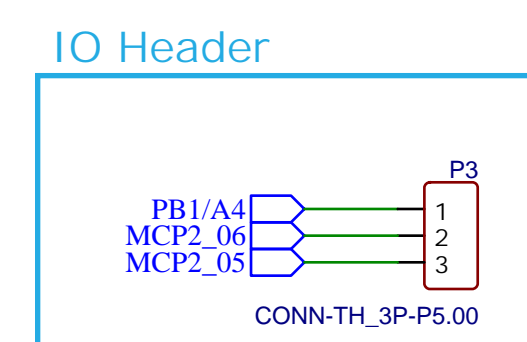 IO Header
P3
PB1/A4 1
MCP2_06 2
MCP2_05 3
CONN-TH_3P-P5.00